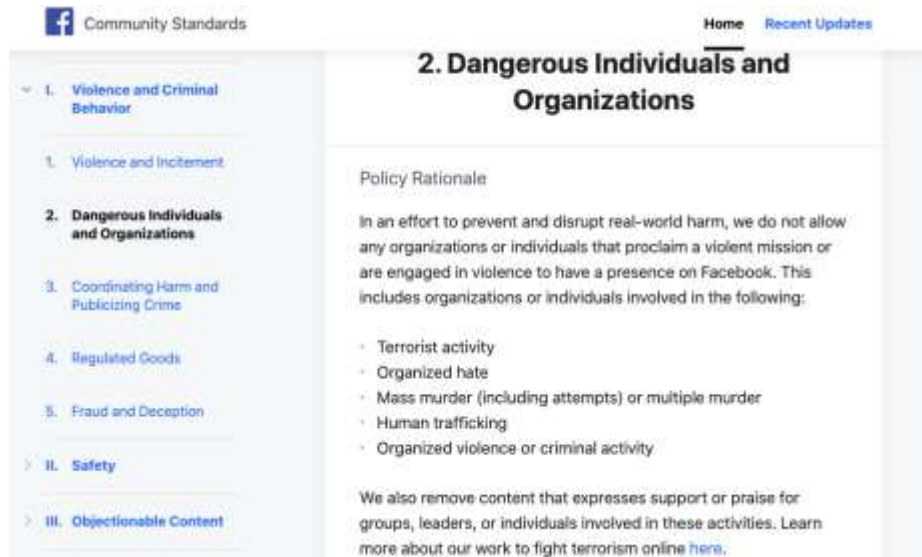 Community Standards
Home Recent Updates
I. Violence and Criminal
Behavior
1. Violence and Incitement
2. Dangerous Individuals
and Organizations
3. Coordinating Harm and
Publicizing Crime
4. Regulated Goods
5. Fraud and Deception
II. Safety
III. Objectionable Content
2. Dangerous Individuals and
Organizations
Policy Rationale
In an effort to prevent and disrupt real-world harm, we do not allow
any organizations or individuals that proclaim a violent mission or
are engaged in violence to have a presence on Facebook. This
includes organizations or individuals involved in the following:
· Terrorist activity
· Organized hate
· Mass murder (including attempts) or multiple murder
· Human trafficking
· Organized violence or criminal activity
We also remove content that expresses support or praise for
groups, leaders, or individuals involved in these activities. Learn
more about our work to fight terrorism online here.